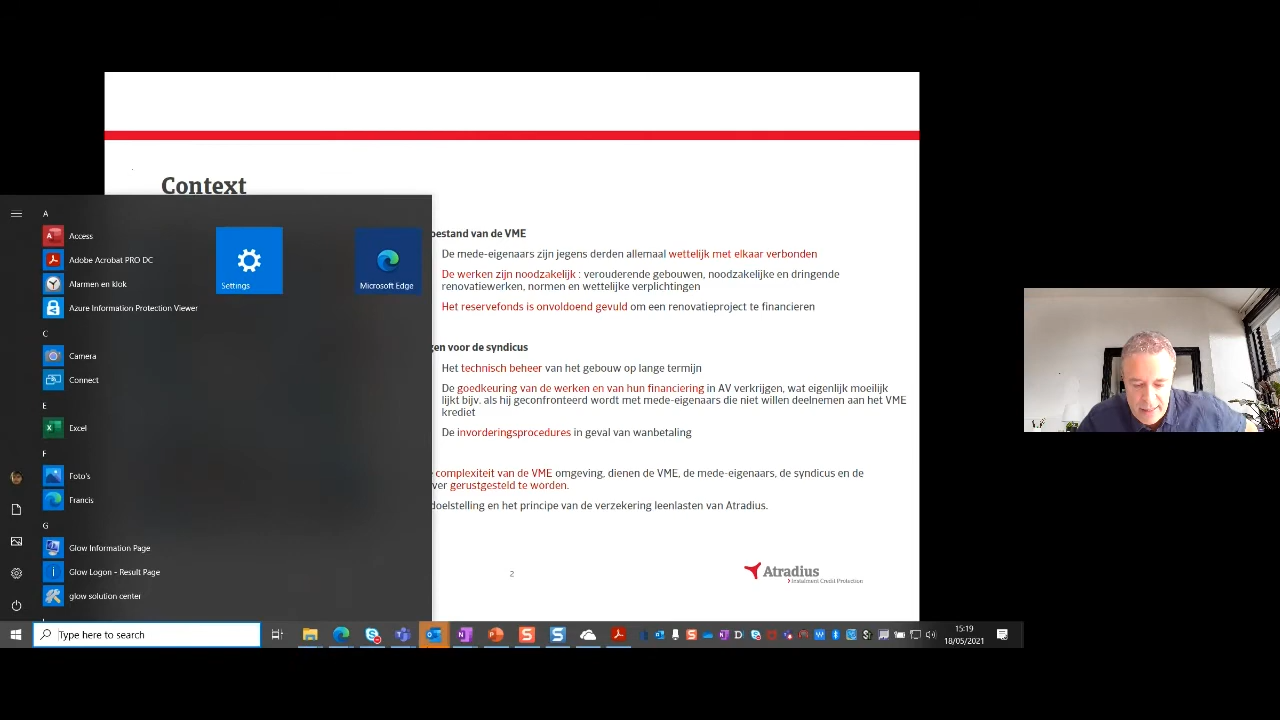 Context
bestand van de VME
De mede-eigenaars zijn jegens derden allemaal wettelijk met elkaar verbonden
De werken zijn noodzakelijk : verouderende gebouwen, noodzakelijke en dringende
renovatiewerken, normen en wettelijke verplichtingen
Het reservefonds is onvoldoend gevuld om een renovatieproject te financieren
gen voor de syndicus
Het technisch beheer van het gebouw op lange termijn
De goedkeuring van de werken en van hun financiering in AV verkrijgen, wat eigenlijk moeilijk
lijkt bijv. als hij geconfronteerd wordt met mede-eigenaars die niet willen deelnemen aan het VME
krediet
De invorderingsprocedures in geval van wanbetaling
complexiteit van de VME omgeving, dienen de VME, de mede-eigenaars, de syndicus en de
ver gerustgesteld te worden.
doelstelling en het principe van de verzekering leenlasten van Atradius.
2
Atradius
Instalment Credit Protection
A
Access
Adobe Acrobat PRO DC
Alarmen en klok
Azure Information Protection Viewer
C
Camera
Connect
E
Excel
F
Foto's
Francis
G
Glow Information Page
Glow Logon - Result Page
glow solution center
Settings
Microsoft Edge
Type here to search
15:19
18/05/2021